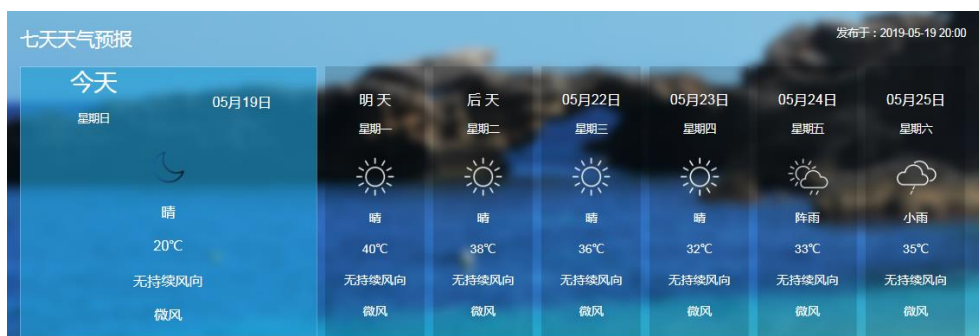 七天天气预报
发布于：2019-05-19 20:00
今天
星期日
05月19日
晴
20℃
无持续风向
微风
明天
星期一
晴
40℃
无持续风向
微风
后天
星期二
晴
38℃
无持续风向
微风
05月22日
星期三
晴
36℃
无持续风向
微风
05月23日
星期四
晴
32℃
无持续风向
微风
05月24日
星期五
阵雨
33℃
无持续风向
微风
05月25日
星期六
小雨
35℃
无持续风向
微风